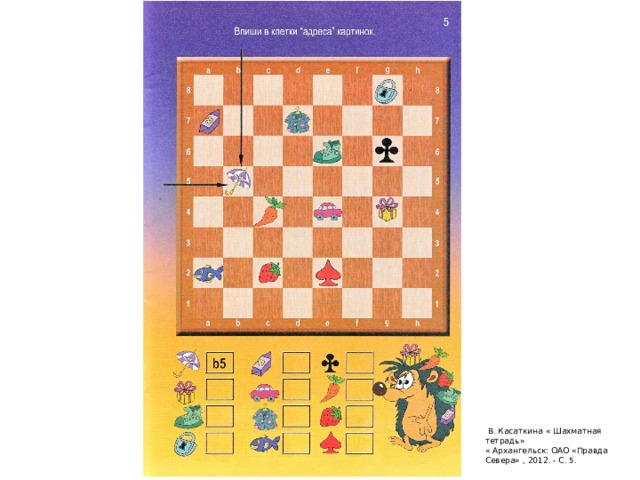 5
Впиши в клетки "адреса" картинок.
a b c d e f g h
8 8
7 7
6 6
5 5
4 4
3 3
2 2
1 1
a b c d e f g h
b5
В. Касаткина « Шахматная
тетрадь»
« Архангельск: ОАО «Правда
Севера» , 2012. - С. 5.